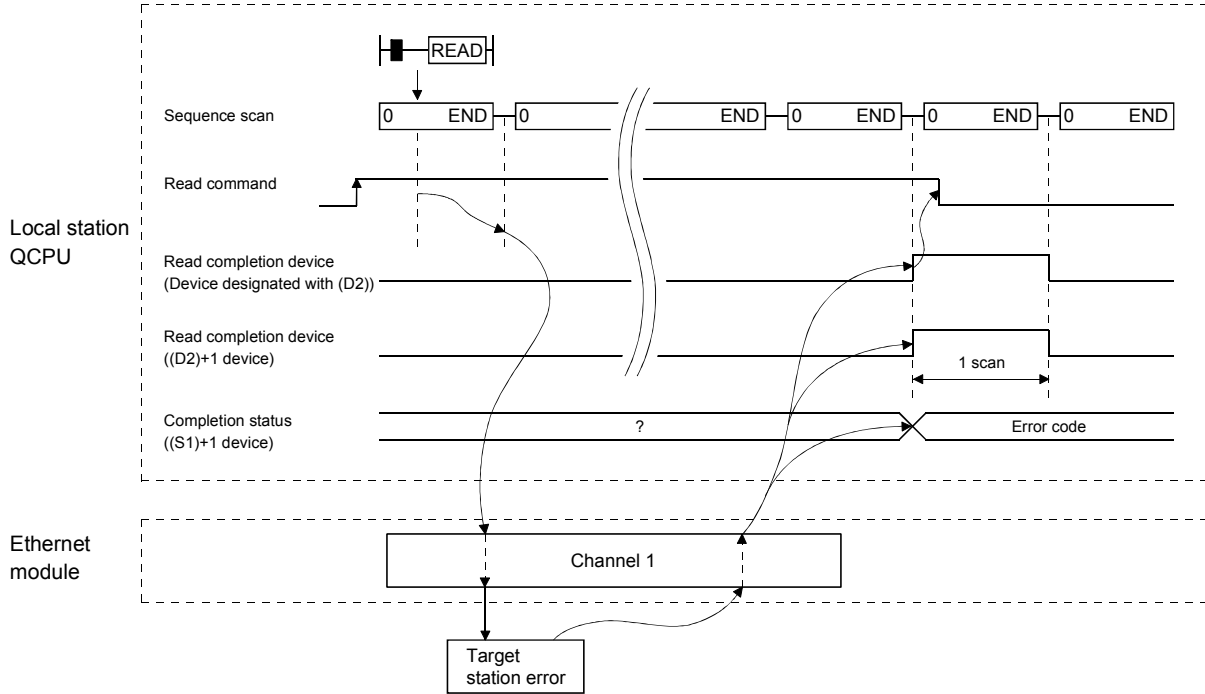 READ
Sequence scan
0 END 0 END 0 END 0 END 0 END
Read command
Local station
QCPU
Read completion device
(Device designated with (D2))
Read completion device
((D2)+1 device)
1 scan
Completion status
((S1)+1 device)
?
Error code
Ethernet
module
Channel 1
Target
station error